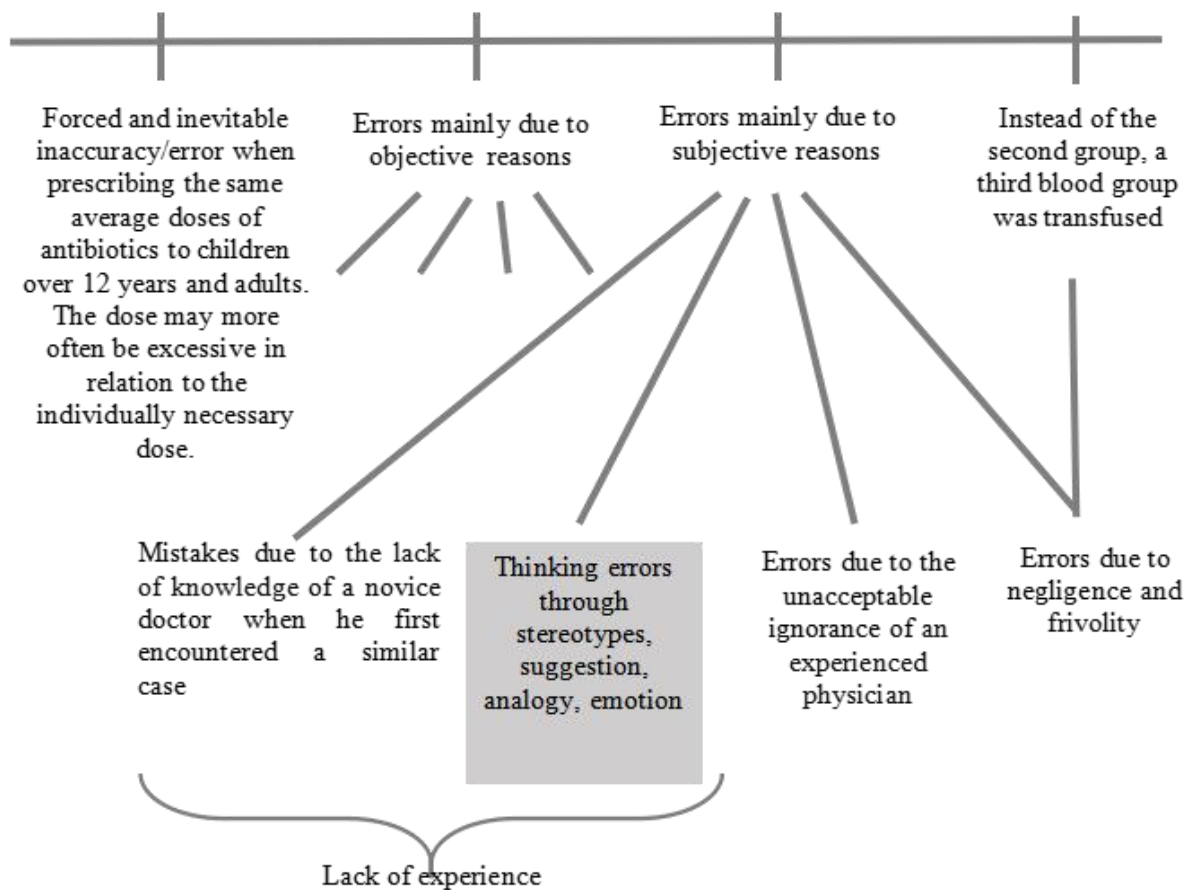 Forced and inevitable
inaccuracy/error when
prescribing the same
average doses of
antibiotics to children
over 12 years and adults.
The dose may more
often be excessive in
relation to the
individually necessary
dose.
Errors mainly due to
objective reasons
Errors mainly due to
subjective reasons
Instead of the
second group, a
third blood group
was transfused
Mistakes due to the lack
of knowledge of a novice
doctor when he first
encountered a similar
case
Thinking errors
through
stereotypes,
suggestion,
analogy, emotion
Errors due to the
unacceptable
ignorance of an
experienced
physician
Errors due to
negligence and
frivolity
Lack of experience